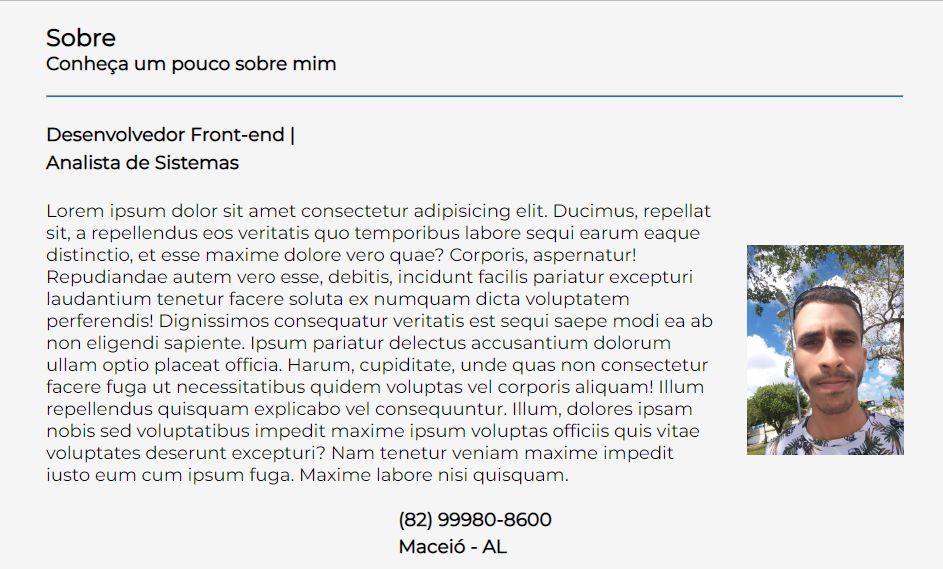 Sobre
Conheça um pouco sobre mim
Desenvolvedor Front-end |
Analista de Sistemas
Lorem ipsum dolor sit amet consectetur adipisicing elit. Ducimus, repellat
sit, a repellendus eos veritatis quo temporibus labore sequi earum eaque
distinctio, et esse maxime dolore vero quae? Corporis, aspernatur!
Repudiandae autem vero esse, debitis, incidunt facilis pariatur excepturi
laudantium tenetur facere soluta ex numquam dicta voluptatem
perferendis! Dignissimos consequatur veritatis est sequi saepe modi ea ab
non eligendi sapiente. Ipsum pariatur delectus accusantium dolorum
ullam optio placeat officia. Harum, cupiditate, unde quas non consectetur
facere fuga ut necessitatibus quidem voluptas vel corporis aliquam! Illum
repellendus quisquam explicabo vel consequuntur. Illum, dolores ipsam
nobis sed voluptatibus impedit maxime ipsum voluptas officiis quis vitae
voluptates deserunt excepturi? Nam tenetur veniam maxime impedit
iusto eum cum ipsum fuga. Maxime labore nisi quisquam.
(82) 99980-8600
Maceió - AL